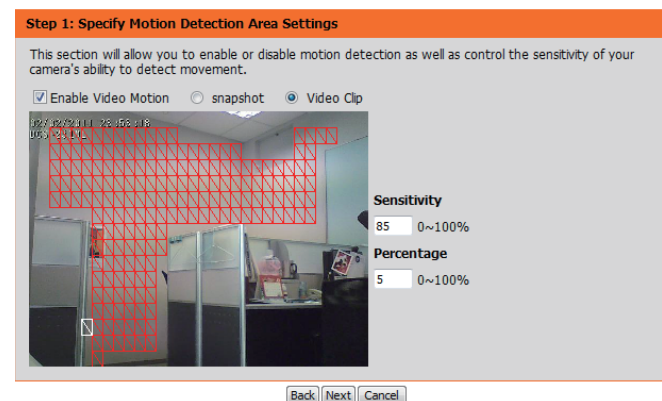 Step 1: Specify Motion Detection Area Settings
This section will allow you to enable or disable motion detection as well as control the sensitivity of your
camera's ability to detect movement.
Enable Video Motion snapshot Video Clip
Sensitivity
85 0~100%
Percentage
5 0~100%
Back Next Cancel